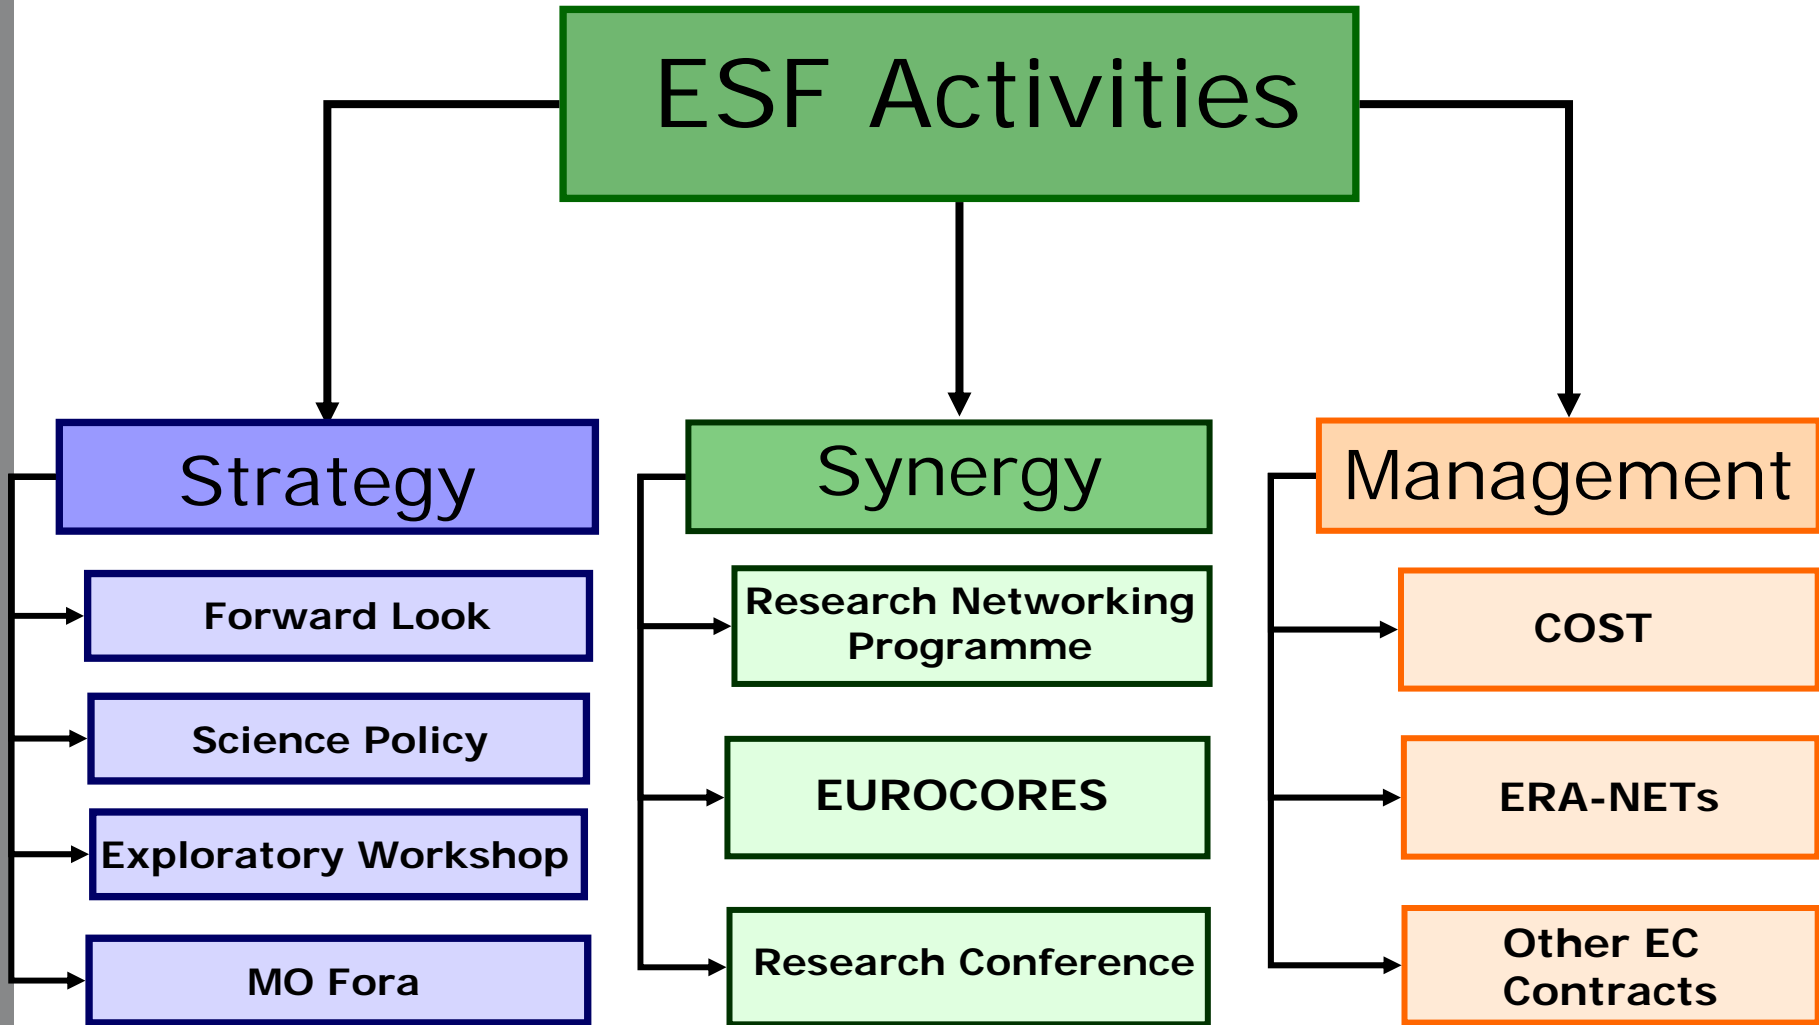 ESF Activities
Strategy
Forward Look
Science Policy
Exploratory Workshop
MO Fora
Synergy
Research Networking
Programme
EUROCORES
Research Conference
Management
COST
ERA-NETs
Other EC
Contracts